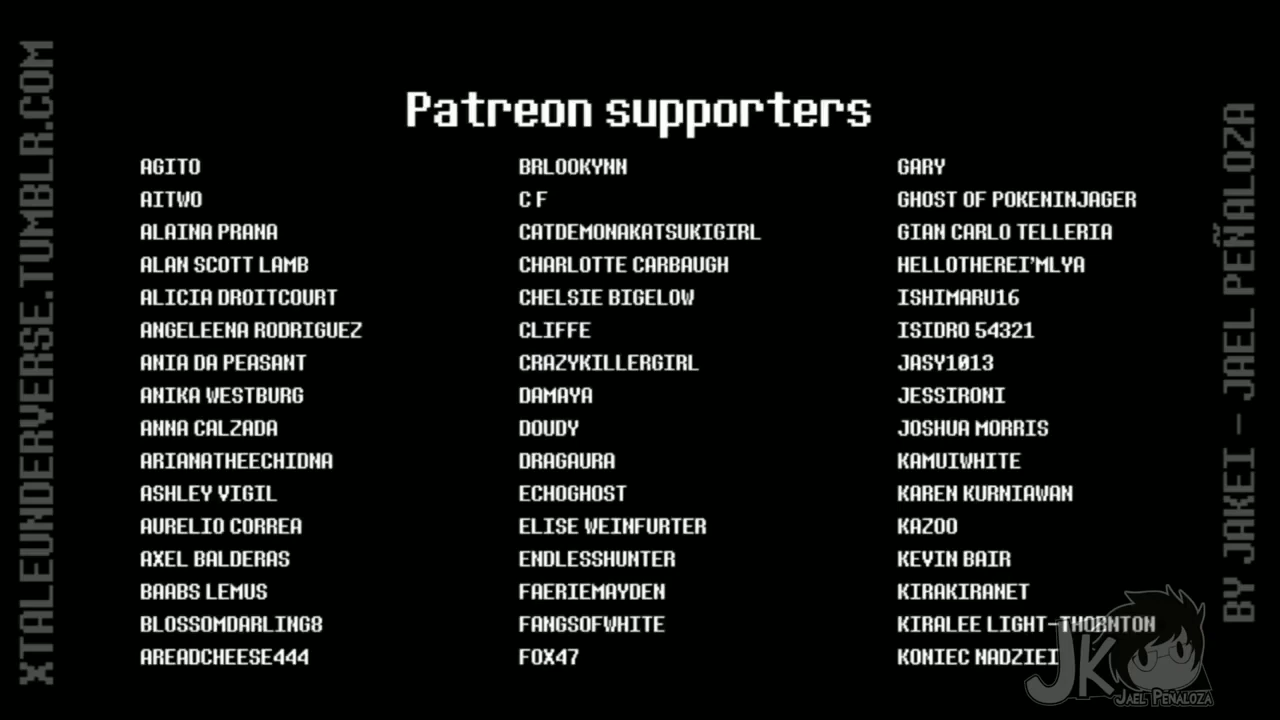 Patreon supporters
AGITO
AITWO
ALAINA PRANA
ALAN SCOTT LAMB
ALICIA DROITCOURT
ANGELEENA RODRIGUEZ
ANIA DA PEASANT
ANIKA WESTBURG
ANNA CALZADA
ARIANATHEECHIDNA
ASHLEY VIGIL
AURELIO CORREA
AXEL BALDERAS
BAABS LEMUS
BLOSSOMDARLING8
AREADCHEESE444
BRLOOKYNN
C F
CATDEMONAKATSUKIGIRL
CHARLOTTE CARBAUGH
CHELSIE BIGELOW
CLIFFE
CRAZYKILLERGIRL
DAMAYA
DOUDY
DRAGAURA
ECHOGHOST
ELISE WEINFURTER
ENDLESSHUNTER
FAERIEMAYDEN
FANGSOFWHITE
FOX47
GARY
GHOST OF POKENINJAGER
GIAN CARLO TELLERIA
HELLOTHEREI'MLYA
ISHIMARU16
ISIDRO 54321
JASY1013
JESSIRONI
JOSHUA MORRIS
KAMUIWHITE
KAREN KURNIAWAN
KAZOO
KEVIN BAIR
KIRAKIRANET
KIRALEE LIGHT-THORNTON
KONIEC NADZIEI
XTALEUNDERVERSE.TUMBLR.COM
BY JAKEI - JAEL PEÑALOZA
JK
JAEL PEÑALOZA